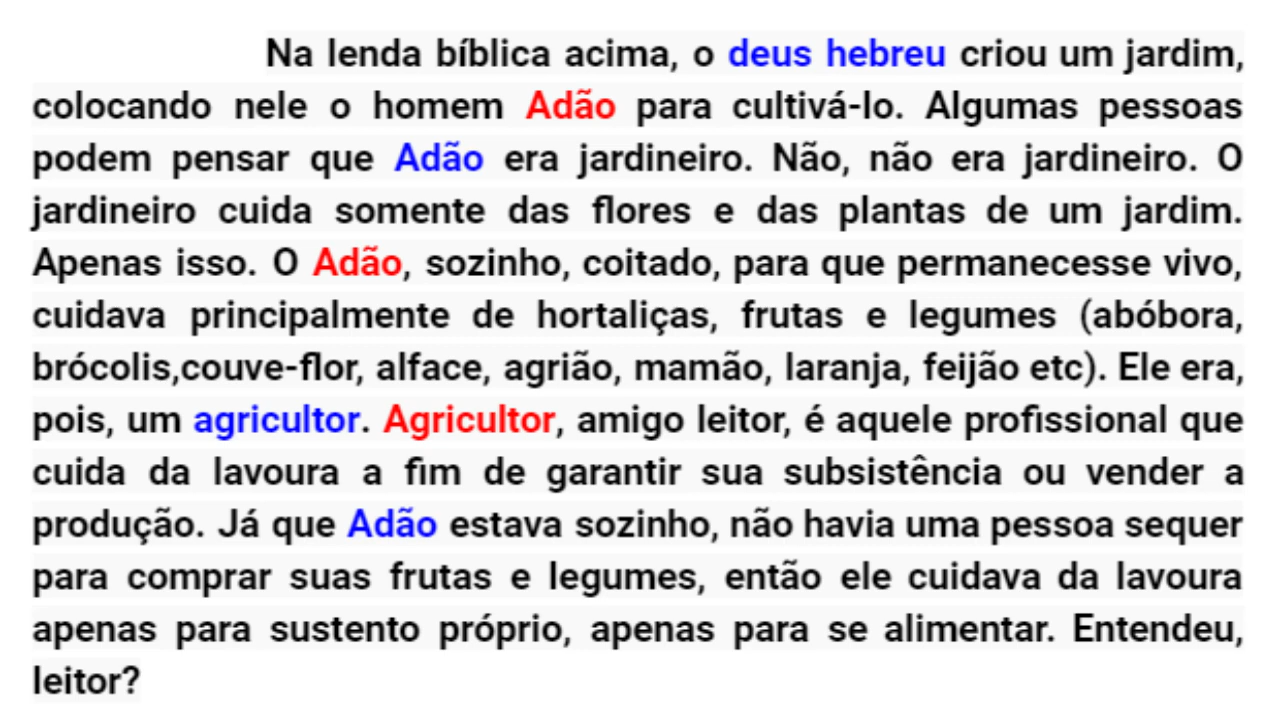 Na lenda bíblica acima, o deus hebreu criou um jardim,
colocando nele o homem Adão para cultivá-lo. Algumas pessoas
podem pensar que Adão era jardineiro. Não, não era jardineiro. O
jardineiro cuida somente das flores e das plantas de um jardim.
Apenas isso. O Adão, sozinho, coitado, para que permanecesse vivo,
cuidava principalmente de hortaliças, frutas e legumes (abóbora,
brócolis,couve-flor, alface, agrião, mamão, laranja, feijão etc). Ele era,
pois, um agricultor. Agricultor, amigo leitor, é aquele profissional que
cuida da lavoura a fim de garantir sua subsistência ou vender a
produção. Já que Adão estava sozinho, não havia uma pessoa sequer
para comprar suas frutas e legumes, então ele cuidava da lavoura
apenas para sustento próprio, apenas para se alimentar. Entendeu,
leitor?